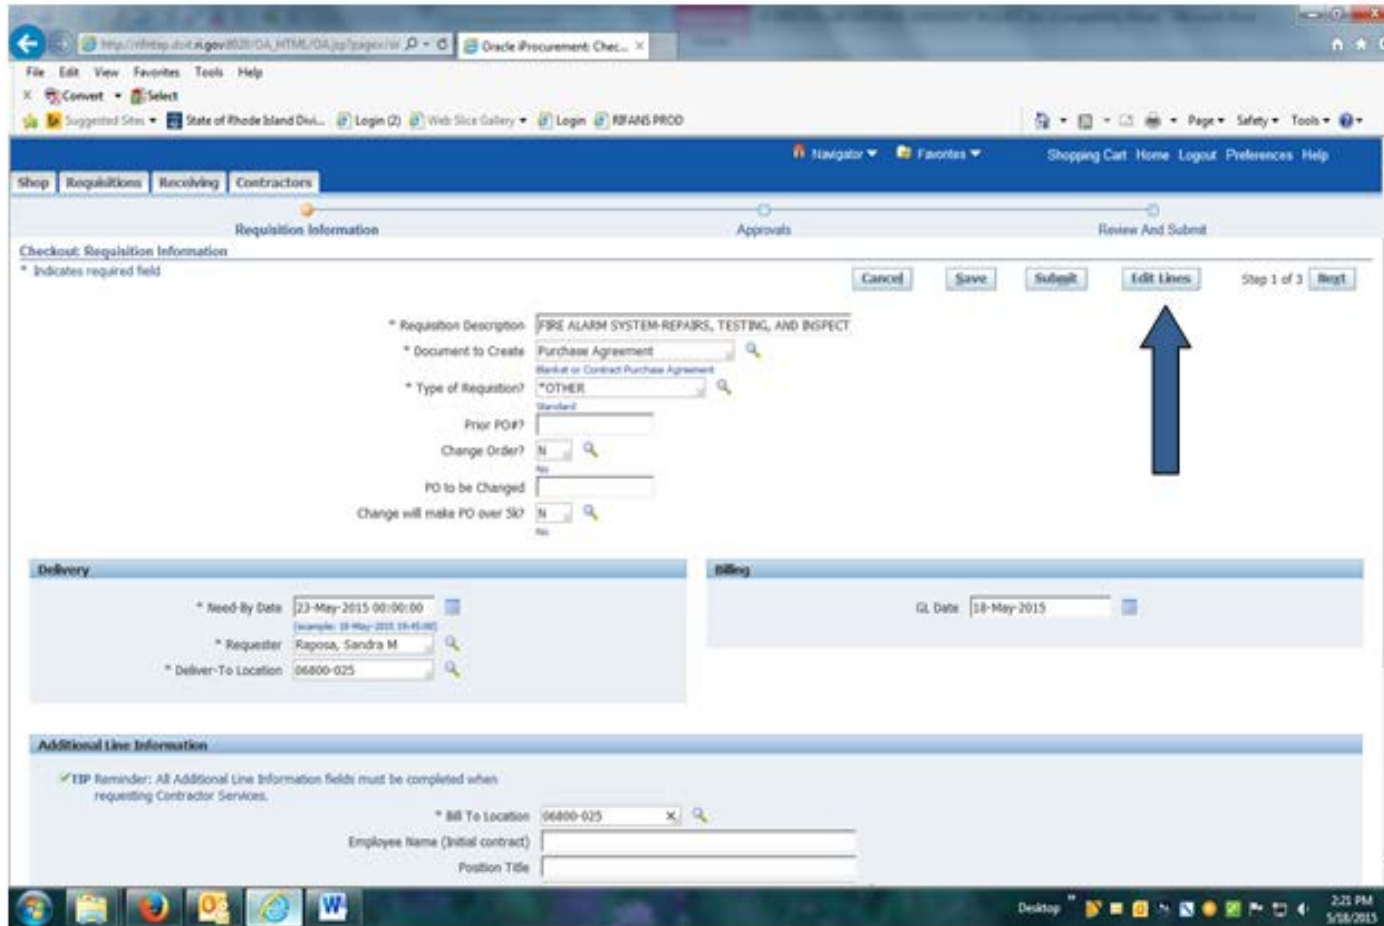 Oracle iProcurement: Chec... ×
File Edit View Favorites Tools Help
× Convert Select
Suggested Sites State of Rhode Island Divi... Login (2) Web Slice Gallery Login RIFANS PROD
Page Safety Tools
Navigator Favorites Shopping Cart Home Logout Preferences Help
Shop Requisitions Receiving Contractors
Requisition Information Approvals Review And Submit
Checkout: Requisition Information
* Indicates required field
Cancel Save Submit Edit Lines Step 1 of 3 Next
* Requisition Description FIRE ALARM SYSTEM-REPAIRS, TESTING, AND INSPECT
* Document to Create Purchase Agreement
Blanket or Contract Purchase Agreement
* Type of Requistion? *OTHER
Standard
Prior PO#?
Change Order? N
No
PO to be Changed
Change will make PO over 5k? N
No
Delivery
* Need-By Date 23-May-2015 00:00:00
(example: 18-May-2015 19:45:00)
* Requester Raposa, Sandra M
* Deliver-To Location 06800-025
Billing
GL Date 18-May-2015
Additional Line Information
TIP Reminder: All Additional Line Information fields must be completed when
requesting Contractor Services.
* Bill To Location 06800-025
Employee Name (Initial contract)
Position Title
Desktop
2:21 PM
5/18/2015